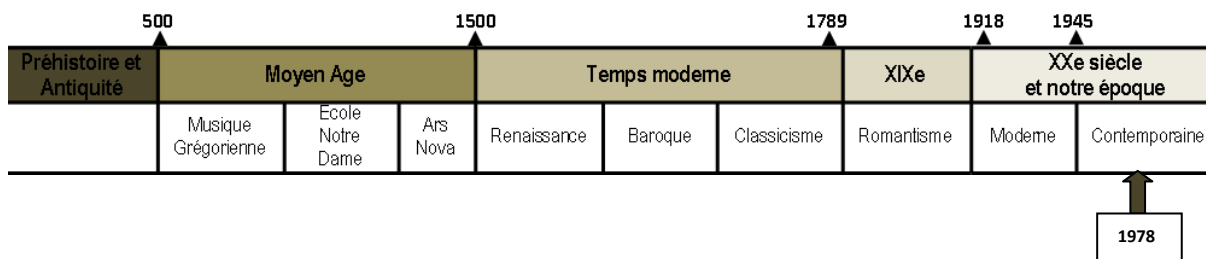 500 1500 1789 1918 1945
Préhistoire et
Antiquité
Moyen Age
Temps moderne
XIXe
XXe siècle
et notre époque
Musique
Grégorienne
Ecole
Notre
Dame
Ars
Nova
Renaissance
Baroque
Classicisme
Romantisme
Moderne
Contemporaine
1978